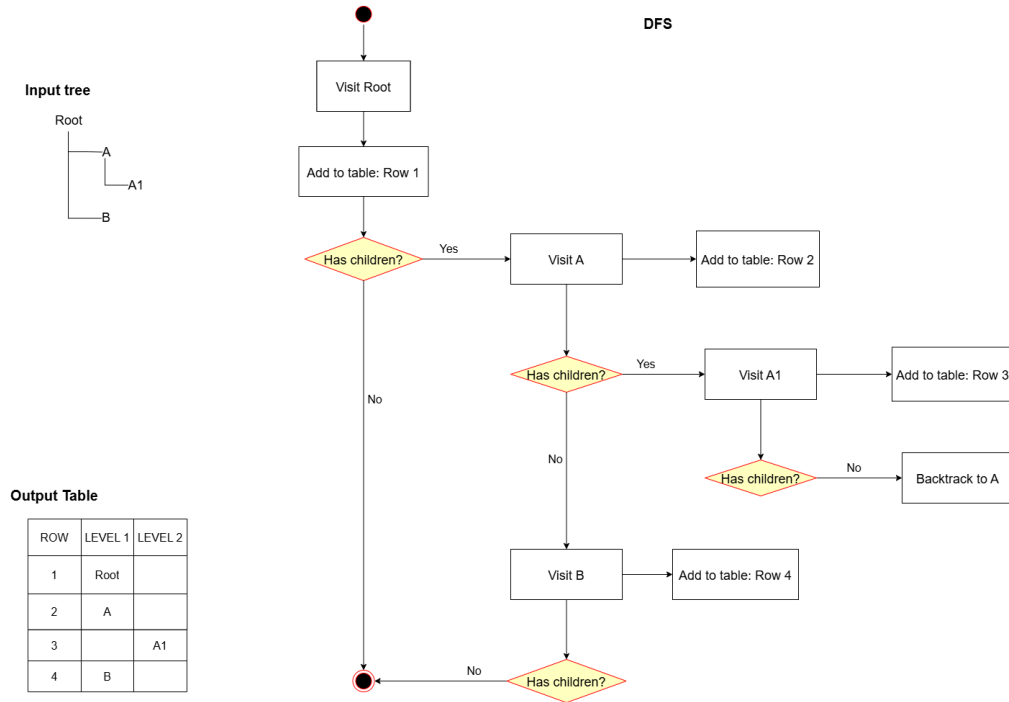 DFS
Input tree
Root
A
A1
B
Visit Root
Add to table: Row 1
Has children?
Yes
Visit A
Add to table: Row 2
Has children?
Yes
Visit A1
Add to table: Row 3
No
No
Has children?
No
Backtrack to A
Visit B
Add to table: Row 4
Has children?
No
Output Table
ROW LEVEL 1 LEVEL 2
1 Root
2 A
3 A1
4 B